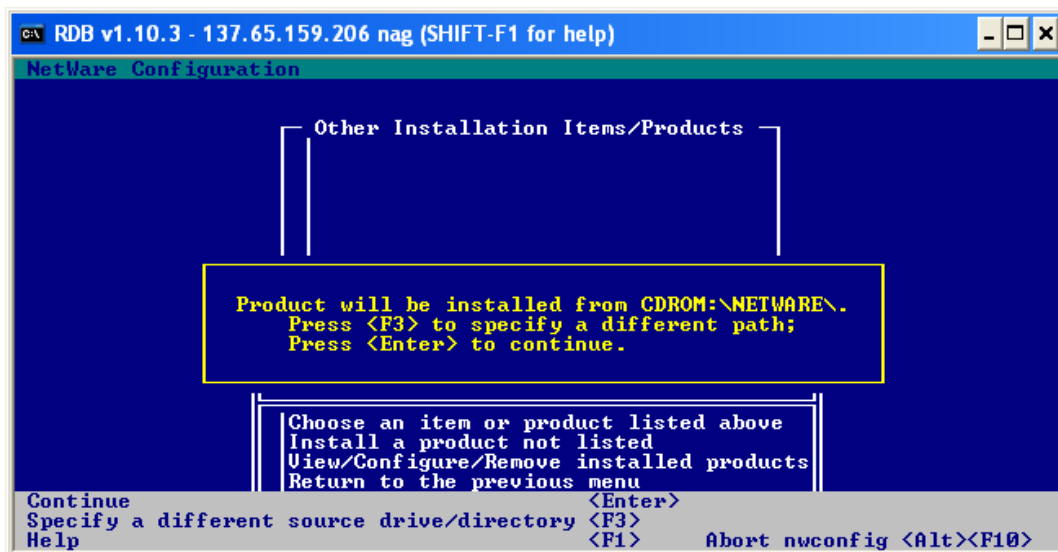 RDB v1.10.3 - 137.65.159.206 nag (SHIFT-F1 for help)
NetWare Configuration
Other Installation Items/Products
Product will be installed from CDROM:\NETWARE\.
Press <F3> to specify a different path;
Press <Enter> to continue.
Choose an item or product listed above
Install a product not listed
View/Configure/Remove installed products
Return to the previous menu
Continue <Enter>
Specify a different source drive/directory <F3>
Help <F1> Abort nwconfig <Alt><F10>